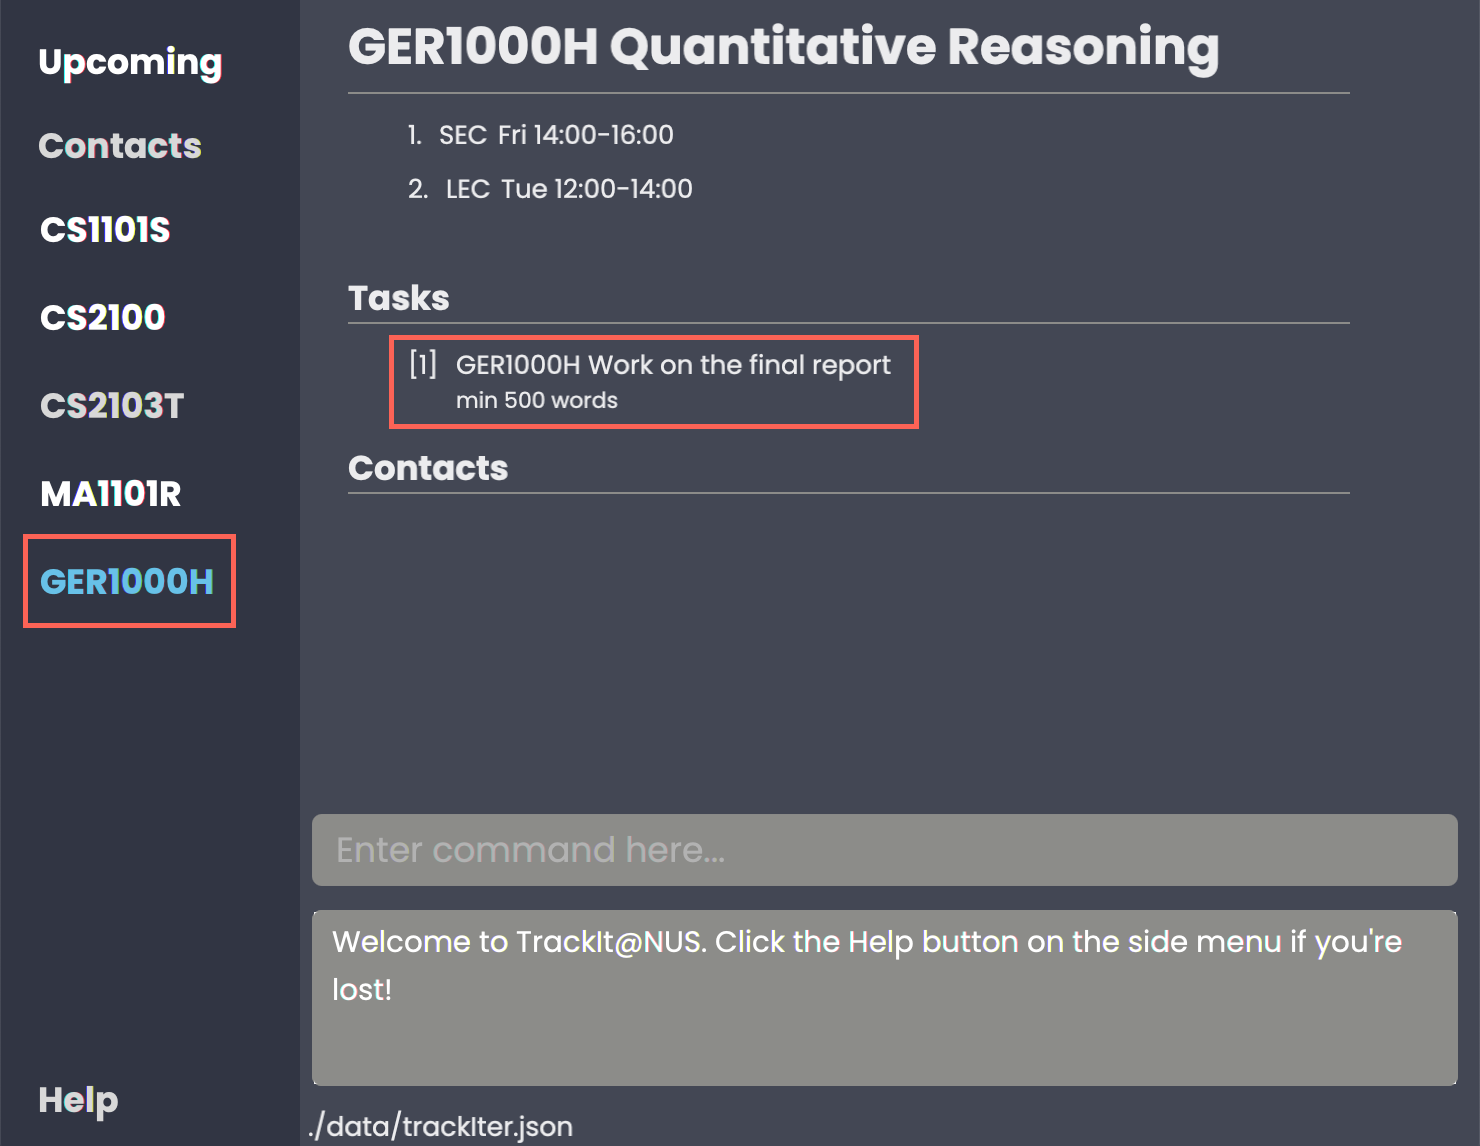 Upcoming
Contacts
CS1101S
CS2100
CS2103T
MA1101R
GER1000H
Help
GER1000H Quantitative Reasoning
1. SEC Fri 14:00-16:00
2. LEC Tue 12:00-14:00
Tasks
[1] GER1000H Work on the final report
min 500 words
Contacts
Enter command here...
Welcome to TrackIt@NUS. Click the Help button on the side menu if you're
lost!
./data/trackIter.json